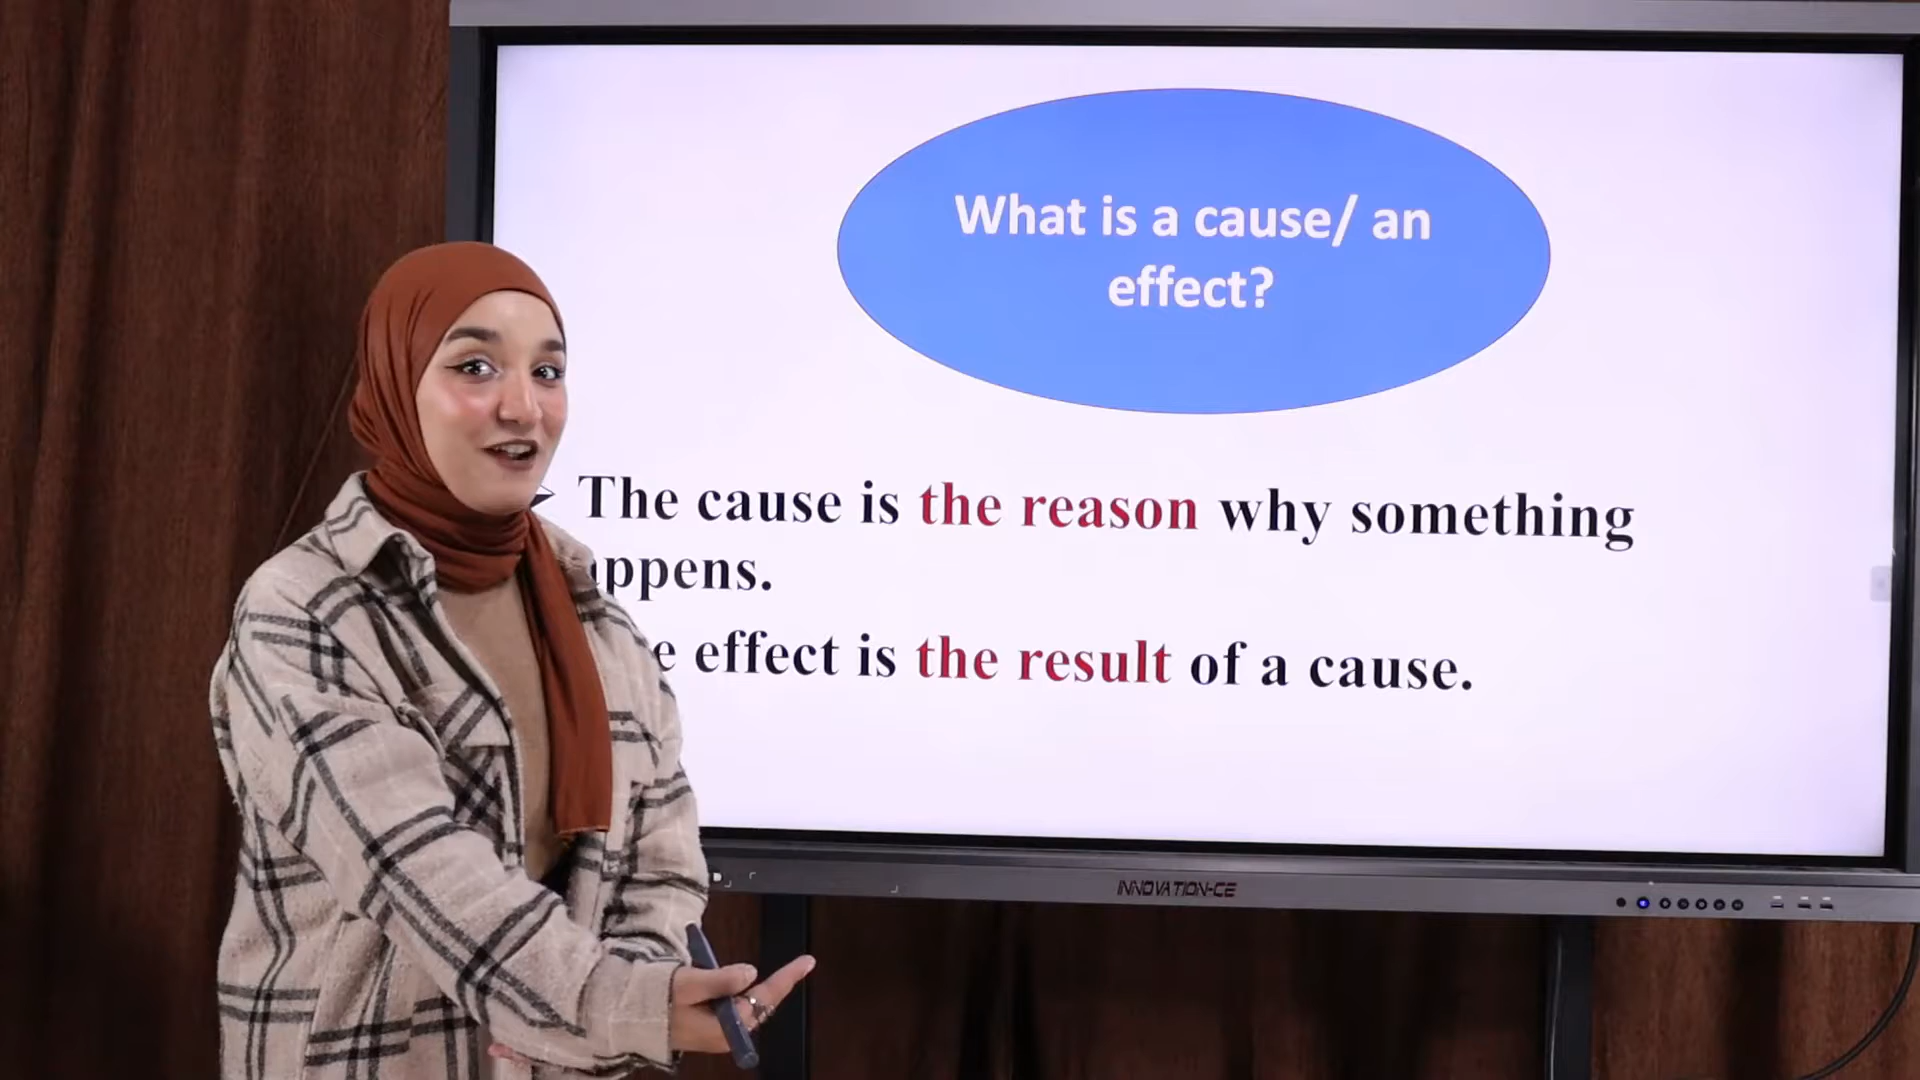 What is a cause/ an
effect?
The cause is the reason why something
ppens.
e effect is the result of a cause.
INNOVATION-CE